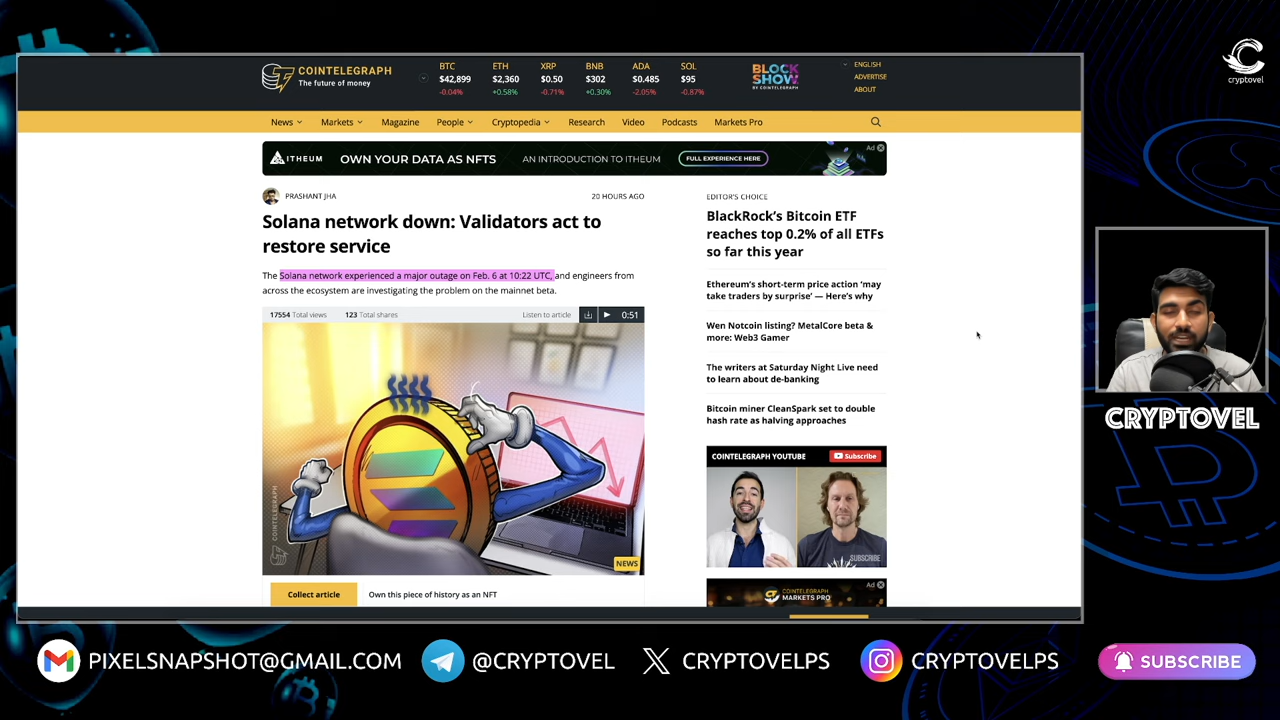 COINTELEGRAPH
The future of money
BTC ETH XRP BNB ADA SOL
$42,899 $2,360 $0.50 $302 $0.485 $95
-0.04% +0.58% -0.71% +0.30% -2.05% -0.87%
BLOCK
SHOW
BY COINTELEGRAPH
ENGLISH
ADVERTISE
ABOUT
cryptovel
News Markets Magazine People Cryptopedia Research Video Podcasts Markets Pro
ITHEUM OWN YOUR DATA AS NFTS AN INTRODUCTION TO ITHEUM FULL EXPERIENCE HERE Ad
PRASHANT JHA 20 HOURS AGO
Solana network down: Validators act to
restore service
The Solana network experienced a major outage on Feb. 6 at 10:22 UTC, and engineers from
across the ecosystem are investigating the problem on the mainnet beta.
17554 Total views 123 Total shares Listen to article 0:51
COINTELEGRAPH
NEWS
Collect article Own this piece of history as an NFT
EDITOR'S CHOICE
BlackRock's Bitcoin ETF
reaches top 0.2% of all ETFs
so far this year
Ethereum's short-term price action 'may
take traders by surprise' — Here's why
Wen Notcoin listing? MetalCore beta &
more: Web3 Gamer
The writers at Saturday Night Live need
to learn about de-banking
Bitcoin miner CleanSpark set to double
hash rate as halving approaches
COINTELEGRAPH YOUTUBE Subscribe
SUBSCRIBE
Ad
COINTELEGRAPH
MARKETS PRO
CRYPTOVEL
PIXELSNAPSHOT@GMAIL.COM @CRYPTOVEL CRYPTOVELPS CRYPTOVELPS SUBSCRIBE